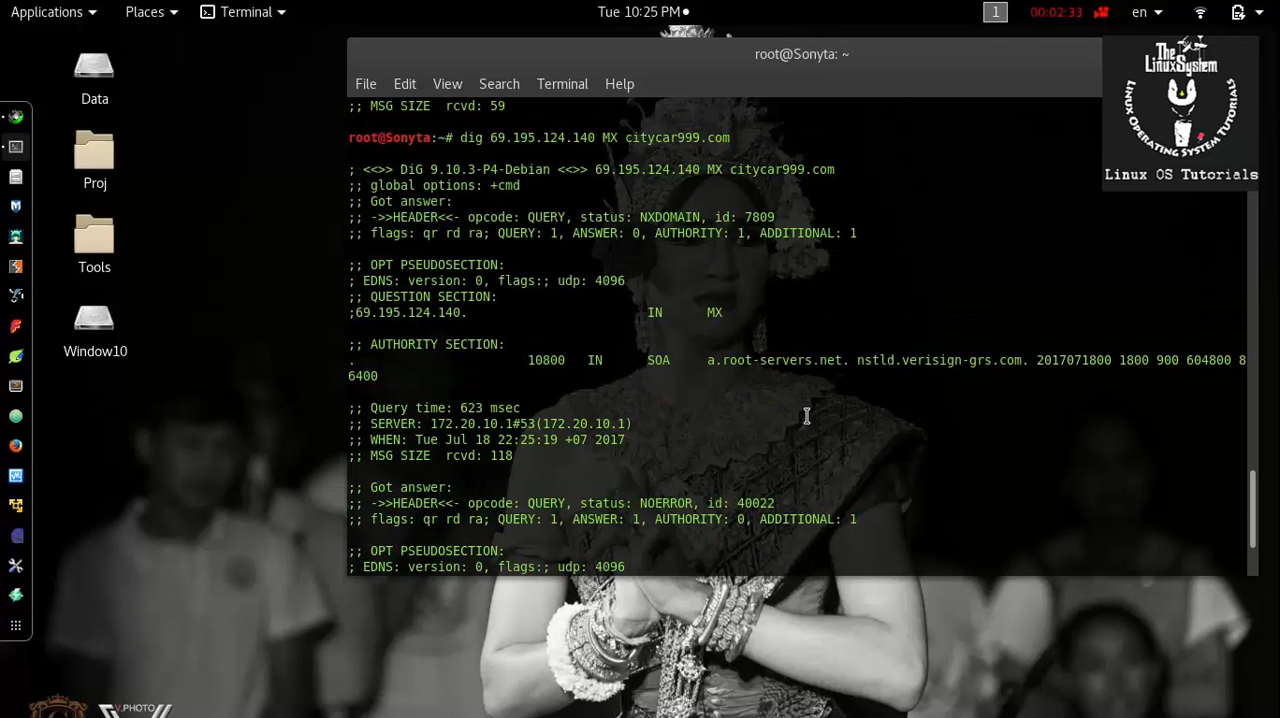 Applications Places Terminal Tue 10:25 PM 1 00:02:33 en
Data
Proj
Tools
Window10
root@Sonyta: ~
File Edit View Search Terminal Help
;; MSG SIZE rcvd: 59
root@Sonyta:~# dig 69.195.124.140 MX citycar999.com
; <<>> DiG 9.10.3-P4-Debian <<>> 69.195.124.140 MX citycar999.com
;; global options: +cmd
;; Got answer:
;; ->>HEADER<<- opcode: QUERY, status: NXDOMAIN, id: 7809
;; flags: qr rd ra; QUERY: 1, ANSWER: 0, AUTHORITY: 1, ADDITIONAL: 1
;; OPT PSEUDOSECTION:
; EDNS: version: 0, flags:; udp: 4096
;; QUESTION SECTION:
;69.195.124.140. IN MX
;; AUTHORITY SECTION:
. 10800 IN SOA a.root-servers.net. nstld.verisign-grs.com. 2017071800 1800 900 604800 8
6400
;; Query time: 623 msec
;; SERVER: 172.20.10.1#53(172.20.10.1)
;; WHEN: Tue Jul 18 22:25:19 +07 2017
;; MSG SIZE rcvd: 118
;; Got answer:
;; ->>HEADER<<- opcode: QUERY, status: NOERROR, id: 40022
;; flags: qr rd ra; QUERY: 1, ANSWER: 1, AUTHORITY: 0, ADDITIONAL: 1
;; OPT PSEUDOSECTION:
; EDNS: version: 0, flags:; udp: 4096
The
LinuxSystem
LINUX OPERATING SYSTEM TUTORIALS
Linux OS Tutorials
V.PHOTO